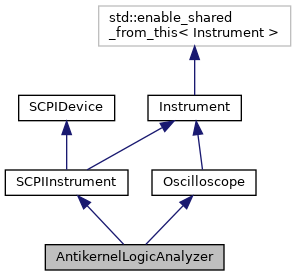 std::enable_shared
_from_this< Instrument >
SCPIDevice
Instrument
SCPIInstrument
Oscilloscope
AntikernelLogicAnalyzer